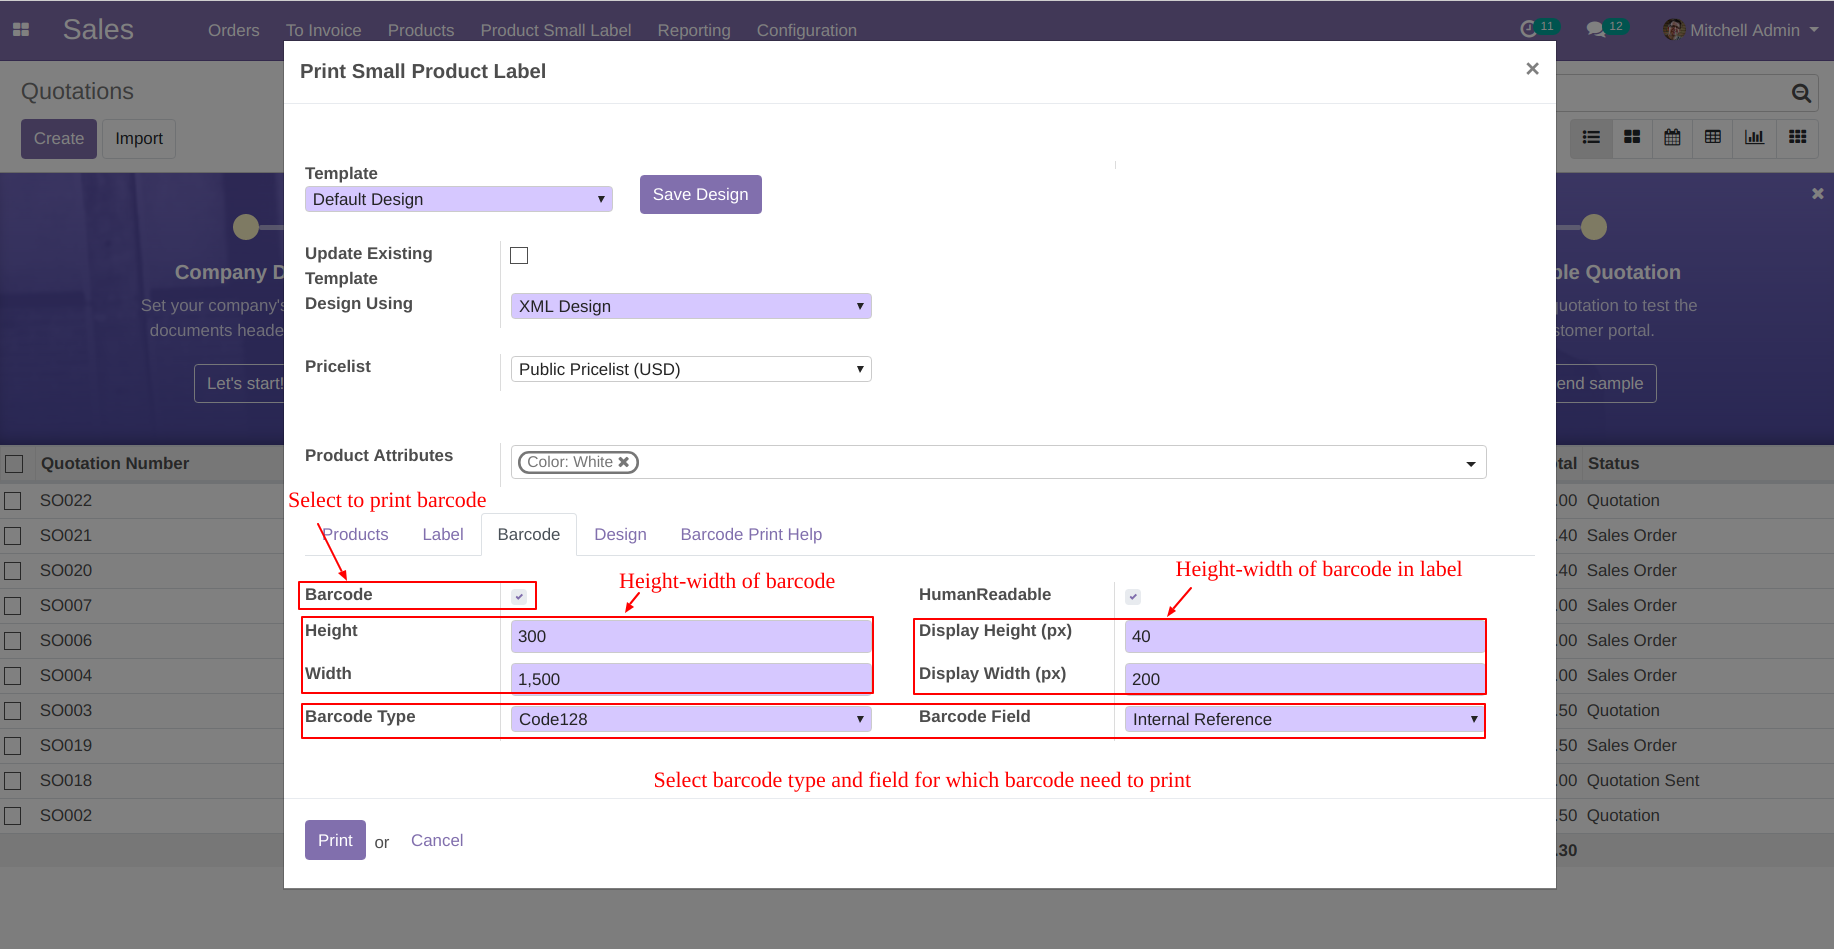 Sales
Orders To Invoice Products Product Small Label Reporting Configuration
11 12 Mitchell Admin
Quotations
Create Import
Print Small Product Label
Template
Default Design
Save Design
Update Existing
Template
Design Using
XML Design
Pricelist
Public Pricelist (USD)
Product Attributes
Color: White
Select to print barcode
Products Label Barcode Design Barcode Print Help
Height-width of barcode
Height-width of barcode in label
Barcode
HumanReadable
Height 300
Display Height (px) 40
Width 1,500
Display Width (px) 200
Barcode Type Code128
Barcode Field Internal Reference
Select barcode type and field for which barcode need to print
Print or Cancel
Company D
Set your company's
documents heade
Let's start!
ple Quotation
quotation to test the
stomer portal.
end sample
Quotation Number tal Status
SO022 .00 Quotation
SO021 .40 Sales Order
SO020 .40 Sales Order
SO007 .00 Sales Order
SO006 .00 Sales Order
SO004 .00 Sales Order
SO003 .50 Quotation
SO019 .50 Sales Order
SO018 .00 Quotation Sent
SO002 .50 Quotation
.30